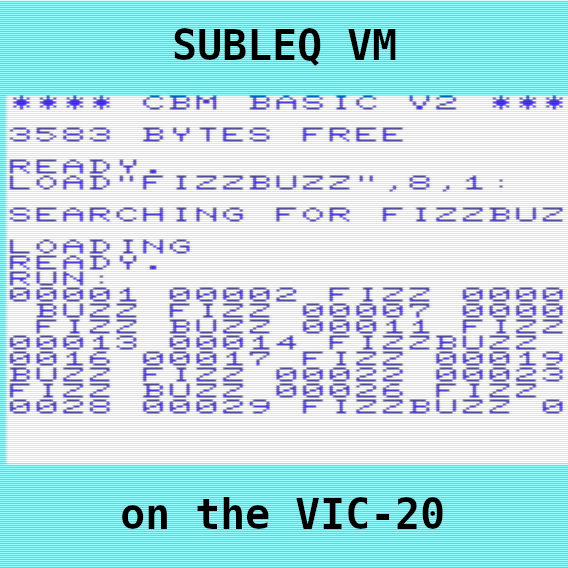 SUBLEQ VM
**** CBM BASIC V2 ***
3583 BYTES FREE
READY.
LOAD"FIZZBUZZ",8,1:
SEARCHING FOR FIZZBUZ
LOADING
READY.
RUN:
00001 00002 FIZZ 0000
BUZZ FIZZ 00007 0000
FIZZ BUZZ 00011 FIZZ
00013 00014 FIZZBUZZ
0016 00017 FIZZ 00019
BUZZ FIZZ 00022 00023
FIZZ BUZZ 00026 FIZZ
0028 00029 FIZZBUZZ 0
on the VIC-20